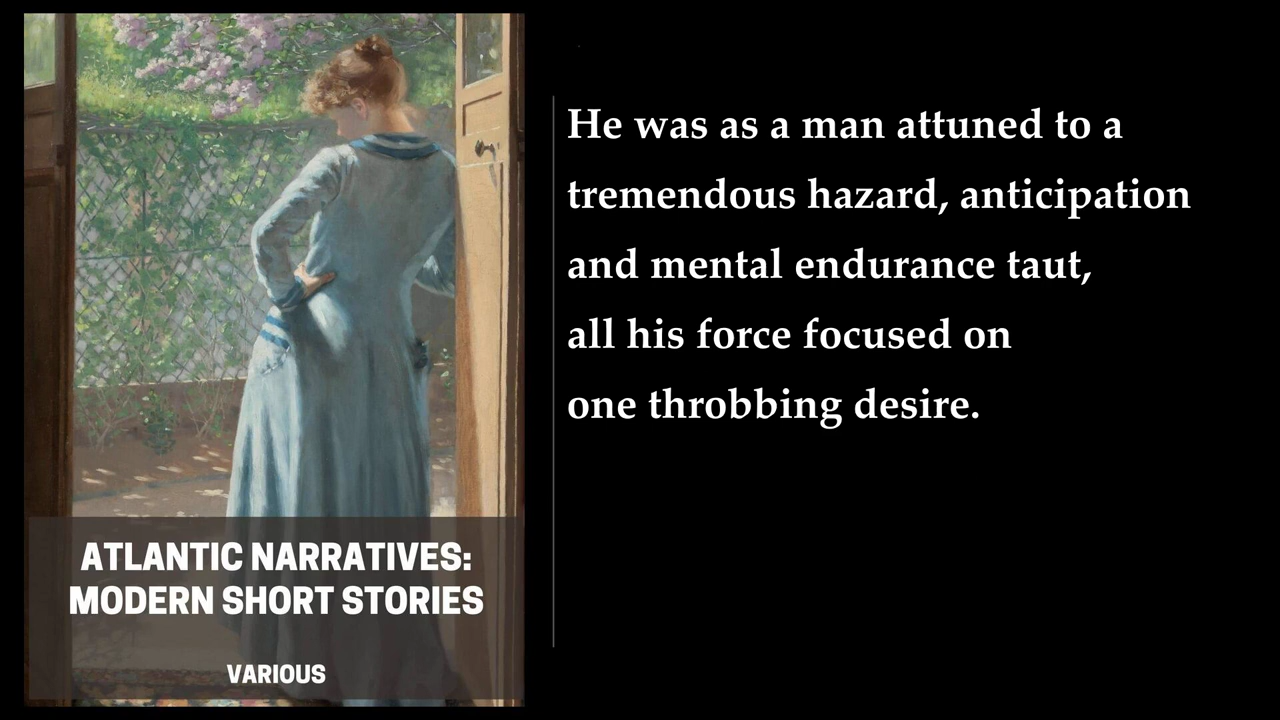 He was as a man attuned to a
tremendous hazard, anticipation
and mental endurance taut,
all his force focused on
one throbbing desire.
ATLANTIC NARRATIVES:
MODERN SHORT STORIES
VARIOUS